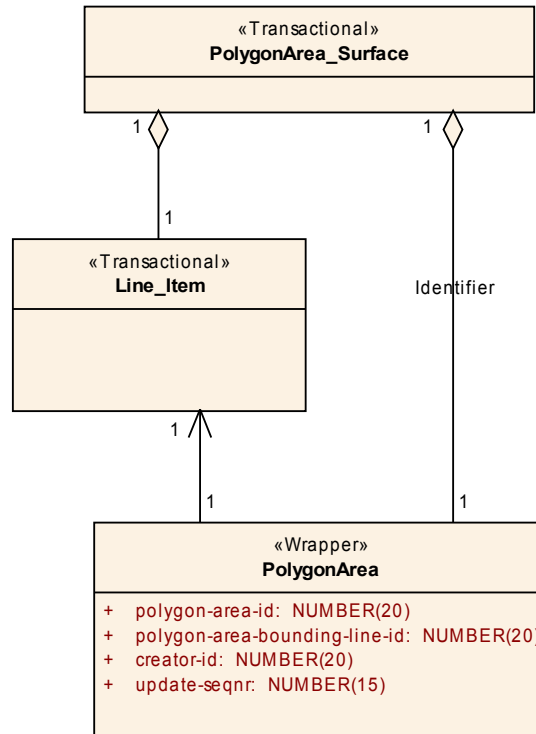 «Transactional»
PolygonArea_Surface
1
1
1
«Transactional»
Line_Item
Identifier
1
1
1
«Wrapper»
PolygonArea
+ polygon-area-id: NUMBER(20)
+ polygon-area-bounding-line-id: NUMBER(20)
+ creator-id: NUMBER(20)
+ update-seqnr: NUMBER(15)